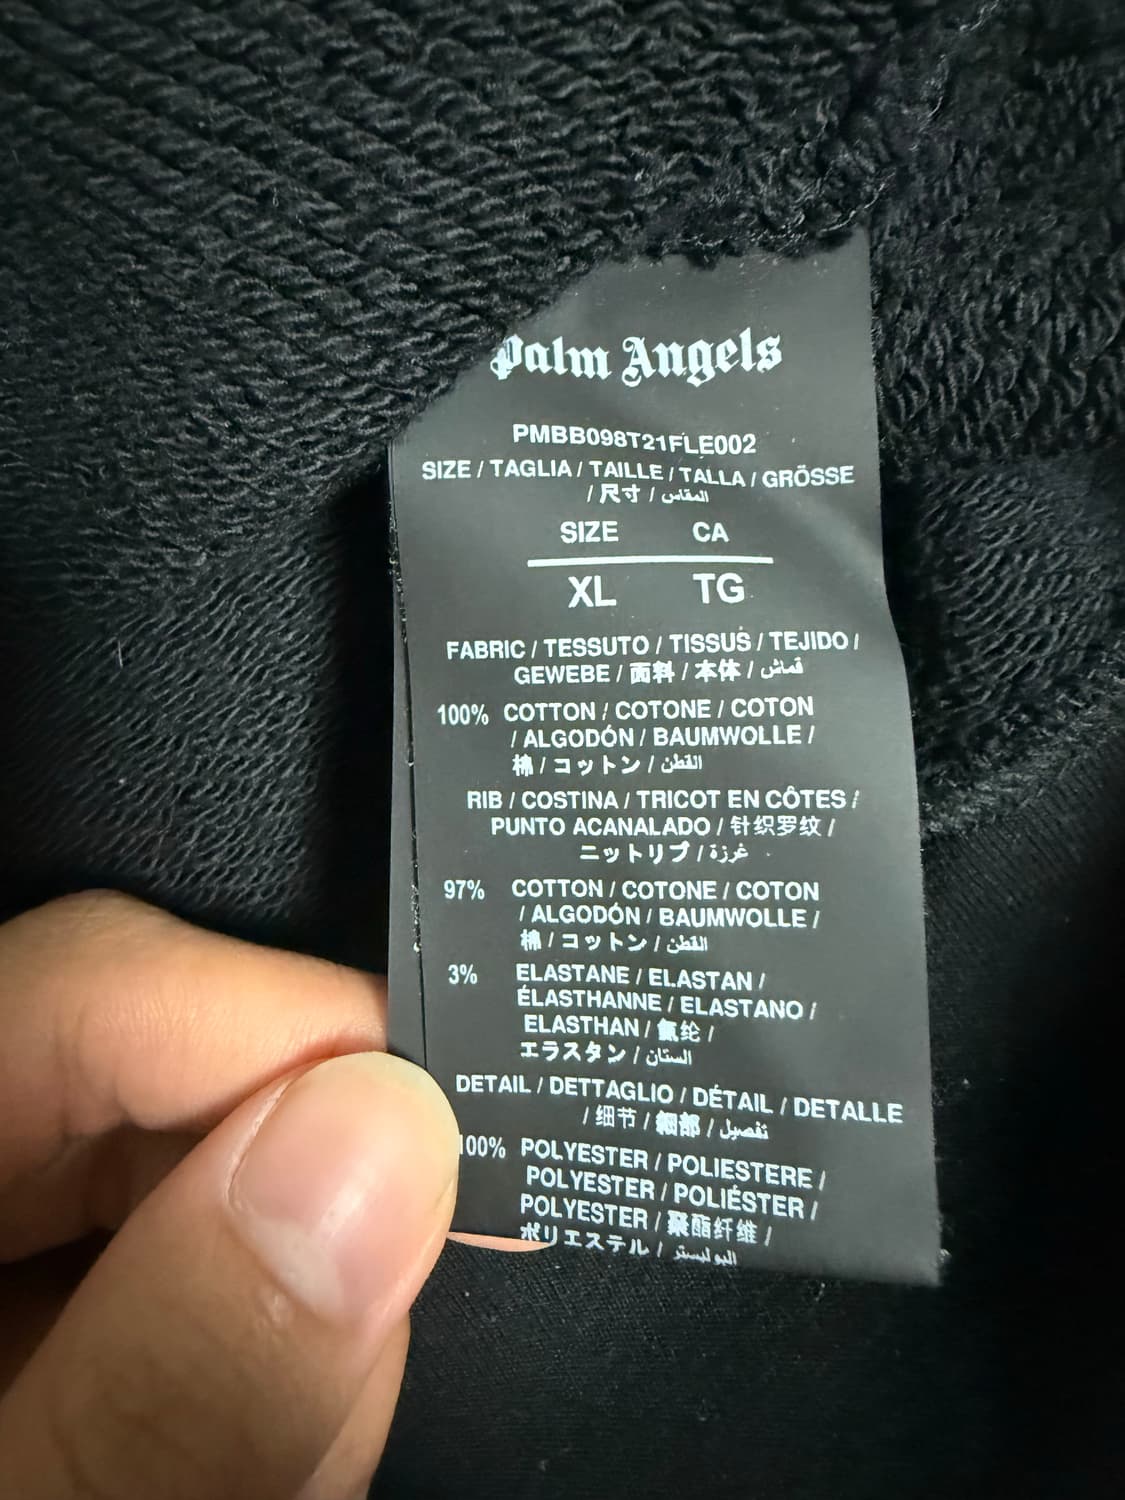 Palm Angels
PMBB098T21FLE002
SIZE / TAGLIA / TAILLE / TALLA / GRÖSSE
/ 尺寸 / المقاس
SIZE CA
XL TG
FABRIC / TESSUTO / TISSUS / TEJIDO /
GEWEBE / 面料 / 本体 / قماش
100% COTTON / COTONE / COTON
/ ALGODÓN / BAUMWOLLE /
棉 / コットン / القطن
RIB / COSTINA / TRICOT EN CÔTES /
PUNTO ACANALADO / 针织罗纹 /
ニットリブ / غرزة
97% COTTON / COTONE / COTON
/ ALGODÓN / BAUMWOLLE /
棉 / コットン / القطن
3% ELASTANE / ELASTAN /
ÉLASTHANNE / ELASTANO /
ELASTHAN / 氨纶 /
エラスタン / الستان
DETAIL / DETTAGLIO / DÉTAIL / DETALLE
/ 细节 / 細部 / تفصيل
100% POLYESTER / POLIESTERE /
POLYESTER / POLIÉSTER /
POLYESTER / 聚酯纤维 /
ポリエステル / البوليستر